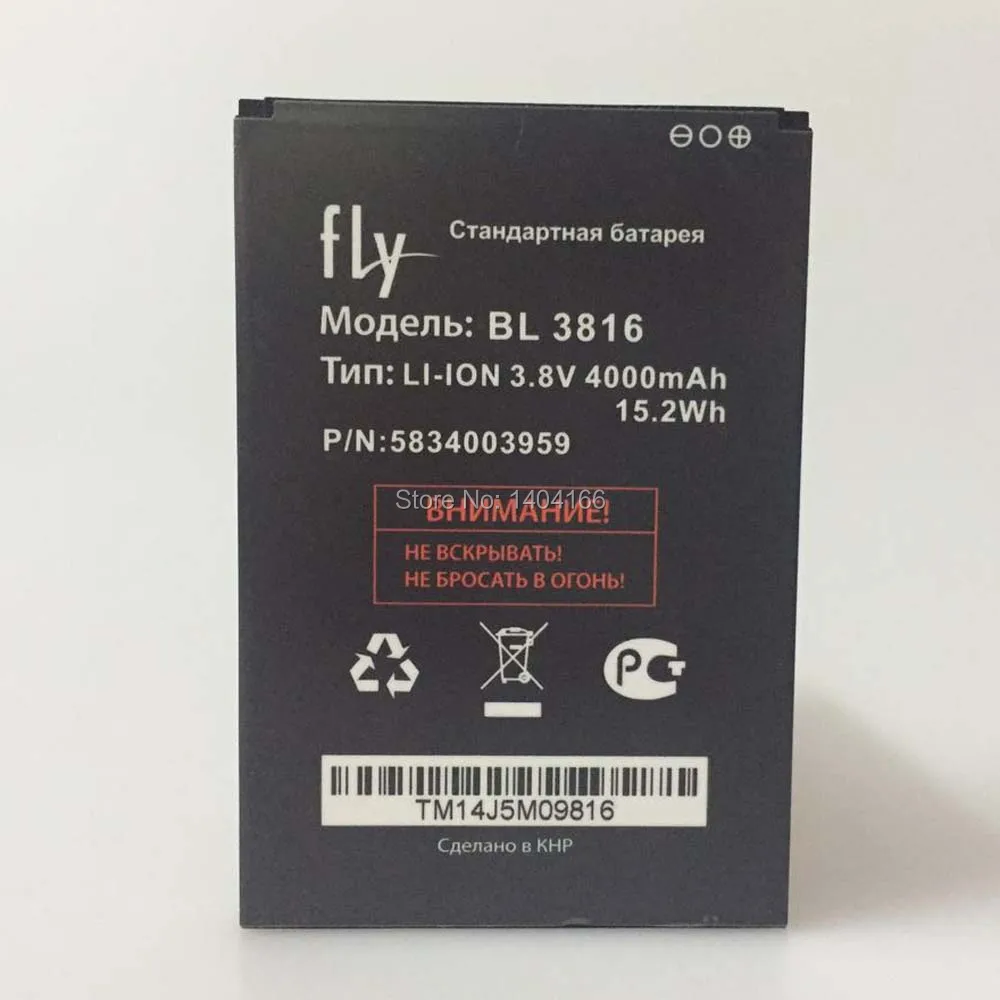 fly
Стандартная батарея
Модель: BL 3816
Тип: LI-ION 3.8V 4000mAh
15.2Wh
P/N:5834003959
Store No: 1404166
ВНИМАНИЕ!
НЕ ВСКРЫВАТЬ!
НЕ БРОСАТЬ В ОГОНЬ!
РСТ
TM14J5M09816
Сделано в КНР